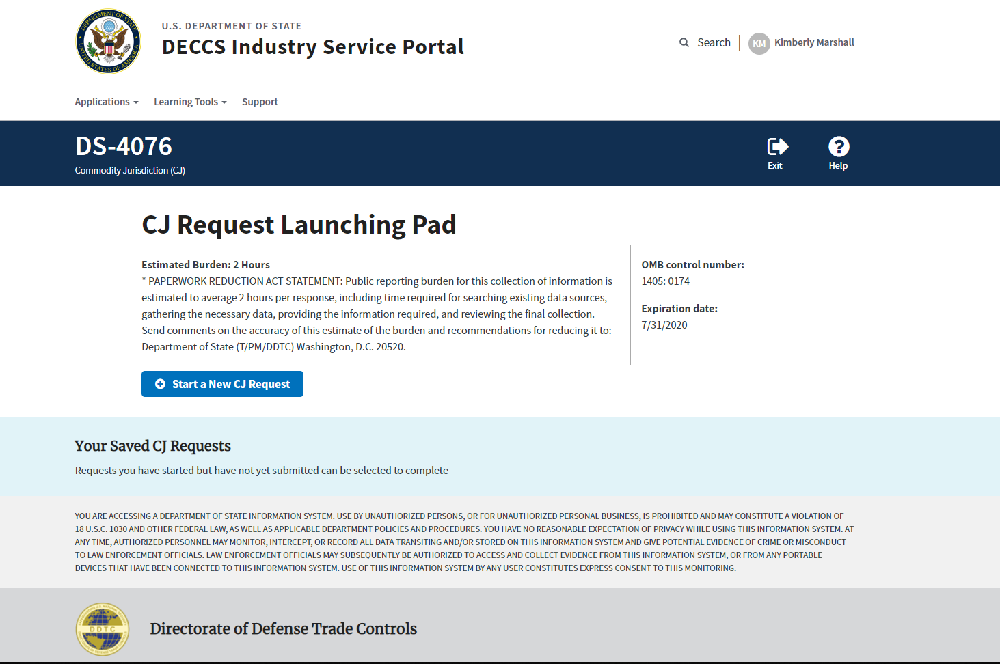 U.S. DEPARTMENT OF STATE
DECCS Industry Service Portal
Search
KM
Kimberly Marshall
Applications
Learning Tools
Support
DS-4076
Commodity Jurisdiction (CJ)
Exit
Help
CJ Request Launching Pad
Estimated Burden: 2 Hours
* PAPERWORK REDUCTION ACT STATEMENT: Public reporting burden for this collection of information is
estimated to average 2 hours per response, including time required for searching existing data sources,
gathering the necessary data, providing the information required, and reviewing the final collection.
Send comments on the accuracy of this estimate of the burden and recommendations for reducing it to:
Department of State (T/PM/DDTC) Washington, D.C. 20520.
OMB control number:
1405: 0174
Expiration date:
7/31/2020
Start a New CJ Request
Your Saved CJ Requests
Requests you have started but have not yet submitted can be selected to complete
YOU ARE ACCESSING A DEPARTMENT OF STATE INFORMATION SYSTEM. USE BY UNAUTHORIZED PERSONS, OR FOR UNAUTHORIZED PERSONAL BUSINESS, IS PROHIBITED AND MAY CONSTITUTE A VIOLATION OF
18 U.S.C. 1030 AND OTHER FEDERAL LAW, AS WELL AS APPLICABLE DEPARTMENT POLICIES AND PROCEDURES. YOU HAVE NO REASONABLE EXPECTATION OF PRIVACY WHILE USING THIS INFORMATION SYSTEM. AT
ANY TIME, AUTHORIZED PERSONNEL MAY MONITOR, INTERCEPT, OR RECORD ALL DATA TRANSITING AND/OR STORED ON THIS INFORMATION SYSTEM AND GIVE POTENTIAL EVIDENCE OF CRIME OR MISCONDUCT
TO LAW ENFORCEMENT OFFICIALS. LAW ENFORCEMENT OFFICIALS MAY SUBSEQUENTLY BE AUTHORIZED TO ACCESS AND COLLECT EVIDENCE FROM THIS INFORMATION SYSTEM, OR FROM ANY PORTABLE
DEVICES THAT HAVE BEEN CONNECTED TO THIS INFORMATION SYSTEM. USE OF THIS INFORMATION SYSTEM BY ANY USER CONSTITUTES EXPRESS CONSENT TO THIS MONITORING.
DDTC
Directorate of Defense Trade Controls